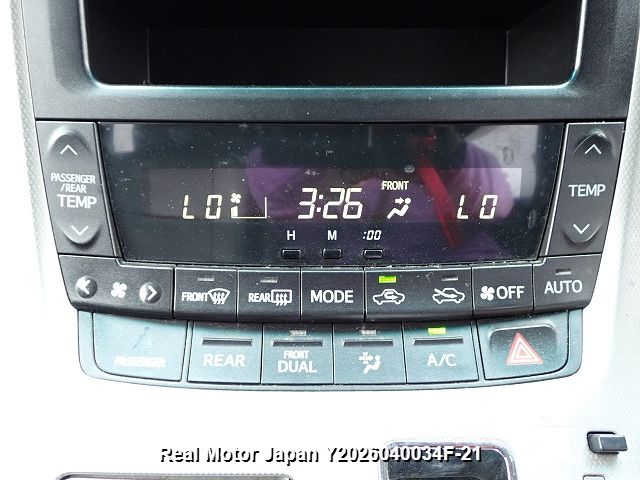 PASSENGER
/REAR
TEMP
LO 3:26 FRONT LO
TEMP
H M :00
FRONT REAR MODE OFF AUTO
PASSENGER REAR FRONT DUAL A/C
Real Motor Japan Y2026040034F-21